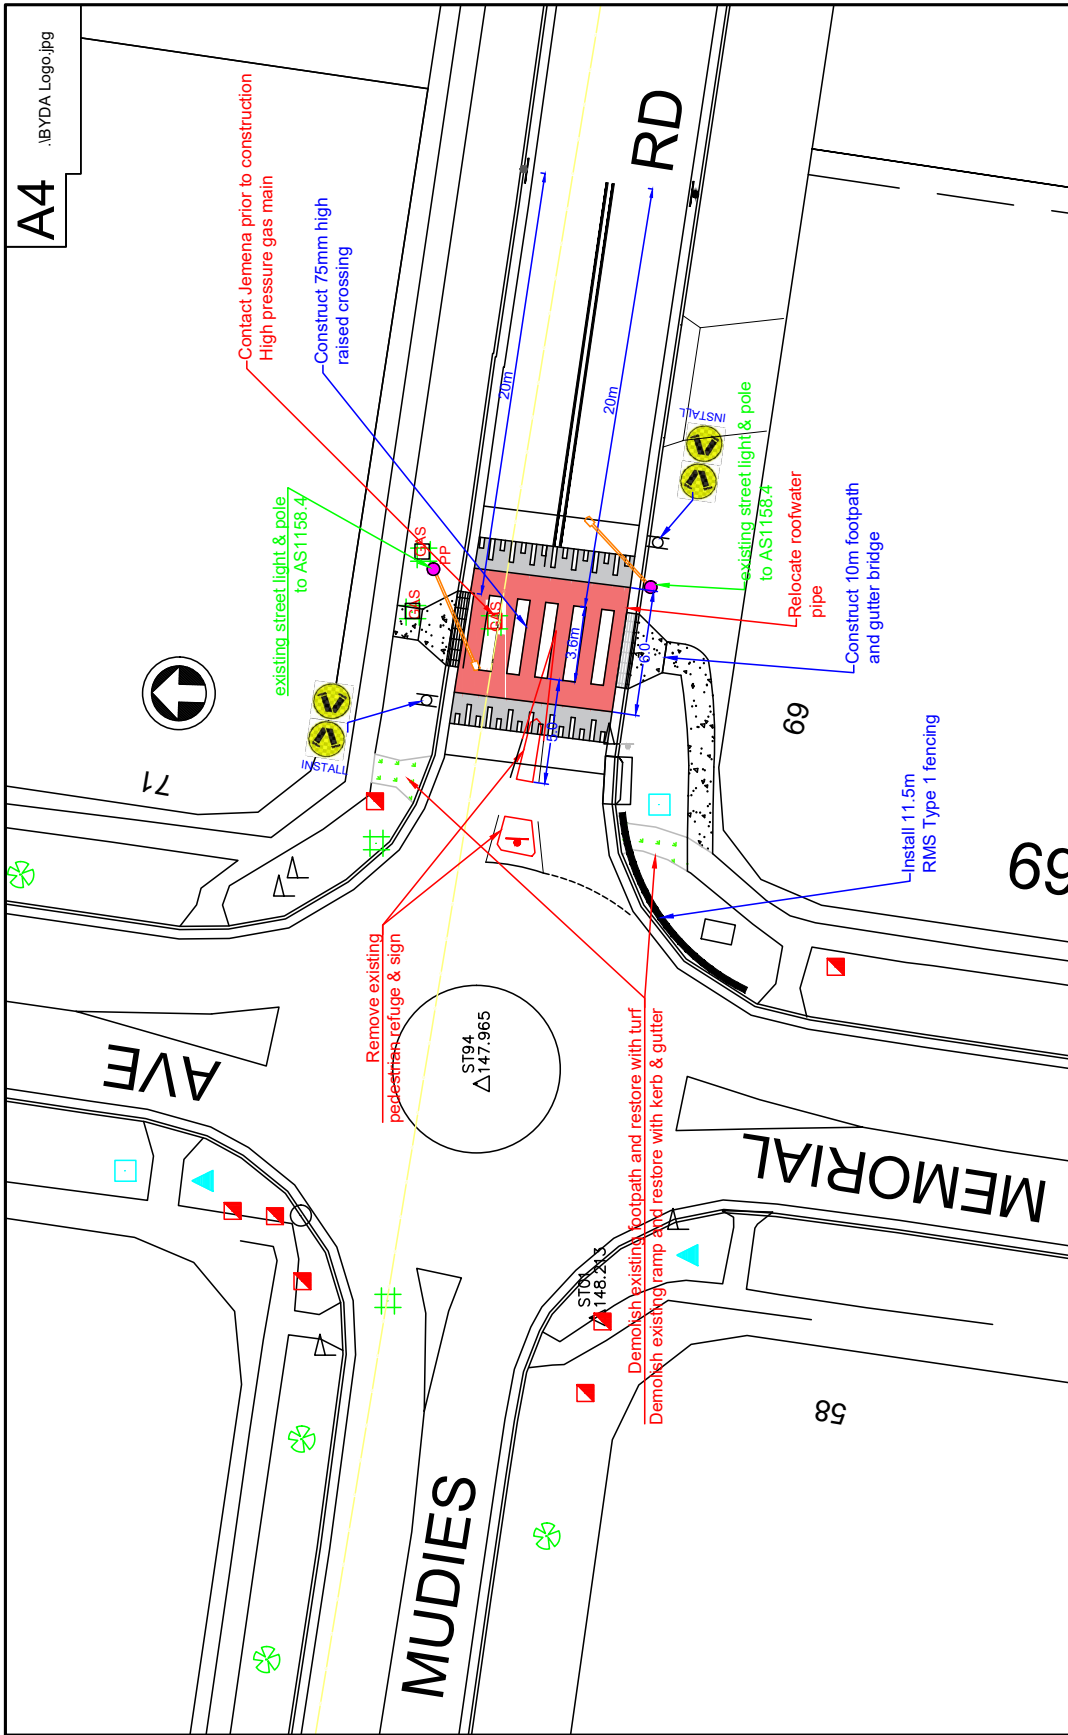 A4
.\BYDA Logo.jpg
Contact Jemena prior to construction
High pressure gas main
Construct 75mm high
raised crossing
existing street light & pole
to AS1158.4
RD
20m
20m
INSTALL
existing street light & pole
to AS1158.4
Relocate roofwater
pipe
Construct 10m footpath
and gutter bridge
GAS
PP
GAS
GAS
3.6m
6.0
5.0
INSTALL
71
69
69
Install 11.5m
RMS Type 1 fencing
Remove existing
pedestrian refuge & sign
ST94
147.965
AVE
Demolish existing footpath and restore with turf
Demolish existing ramp and restore with kerb & gutter
MEMORIAL
ST01
148.213
58
MUDIES